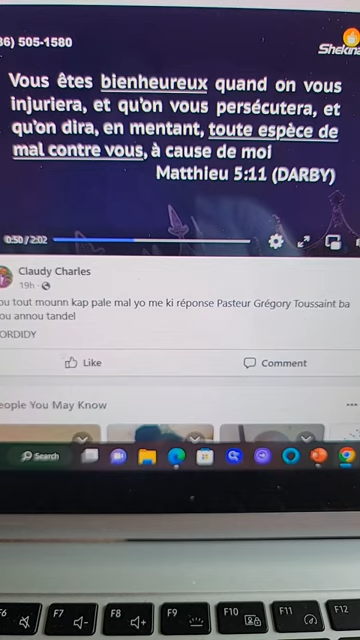 36) 505-1580
Shekina
Vous êtes bienheureux quand on vous
injuriera, et qu'on vous persécutera, et
qu'on dira, en mentant, toute espèce de
mal contre vous, à cause de moi
Matthieu 5:11 (DARBY)
0:50 / 2:02
Claudy Charles
19h ·
ou tout mounn kap pale mal yo me ki réponse Pasteur Grégory Toussaint ba
ou annou tandel
ORDIDY
Like Comment
eople You May Know
Search
F6 F7 F8 F9 F10 F11 F12